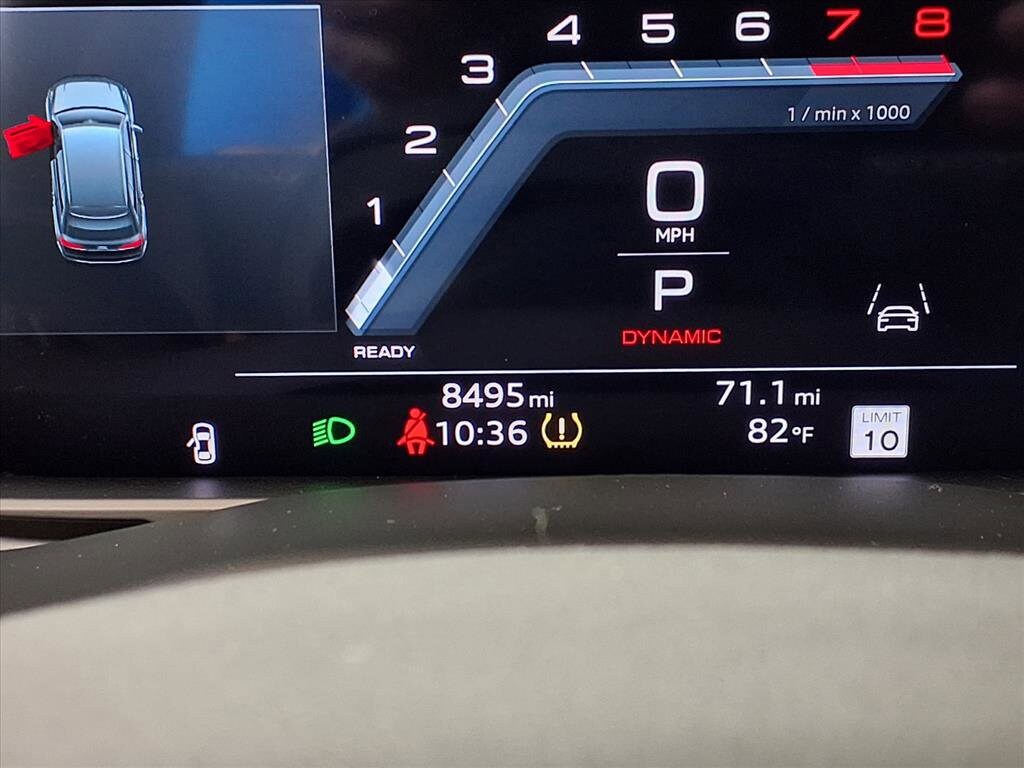 4 5 6 7 8
3
1 / min x 1000
2
0
1
MPH
P
DYNAMIC
READY
8495 mi 71.1 mi
10:36 82°F
LIMIT
10